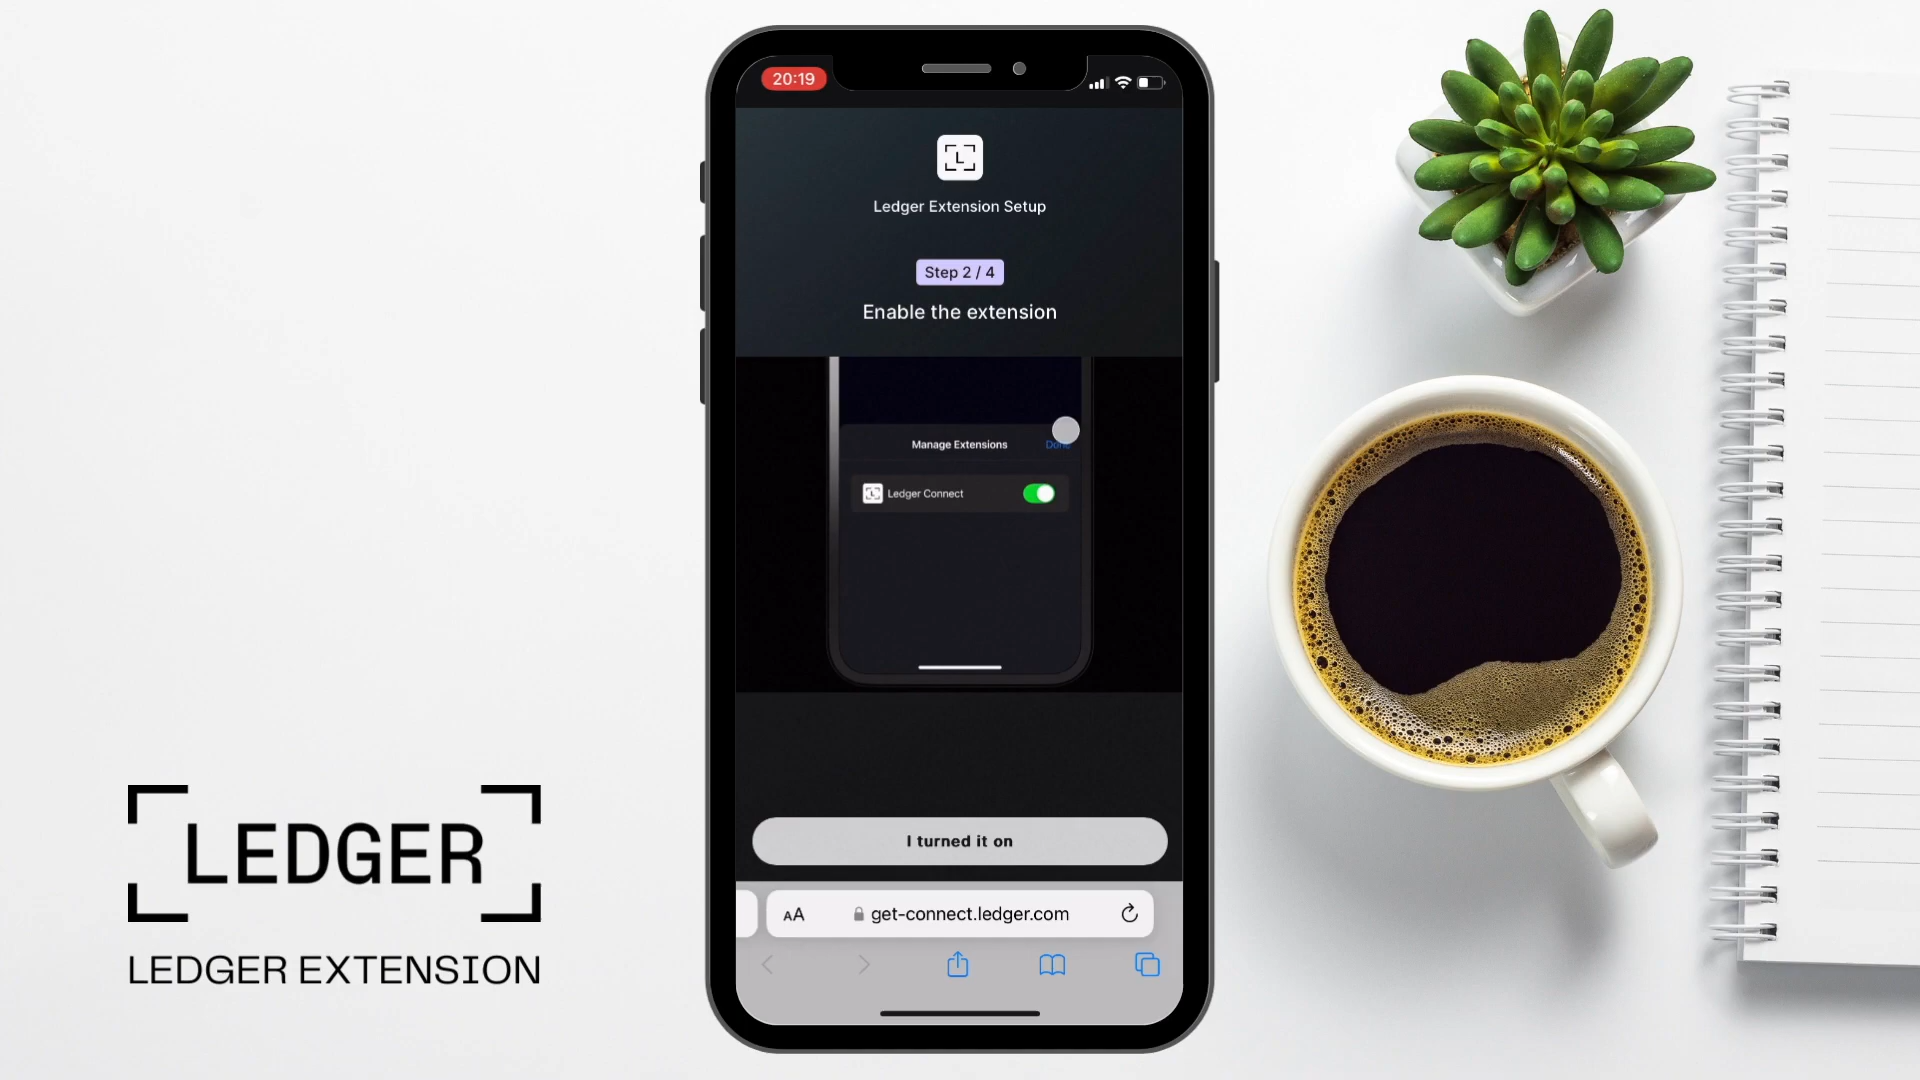 20:19
L
Ledger Extension Setup
Step 2 / 4
Enable the extension
Manage Extensions
Done
L
Ledger Connect
I turned it on
AA
get-connect.ledger.com
LEDGER
LEDGER EXTENSION